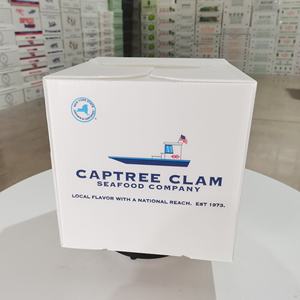 CAPTREE CLAM
SEAFOOD COMPANY
LOCAL FLAVOR WITH A NATIONAL REACH. EST 1973.